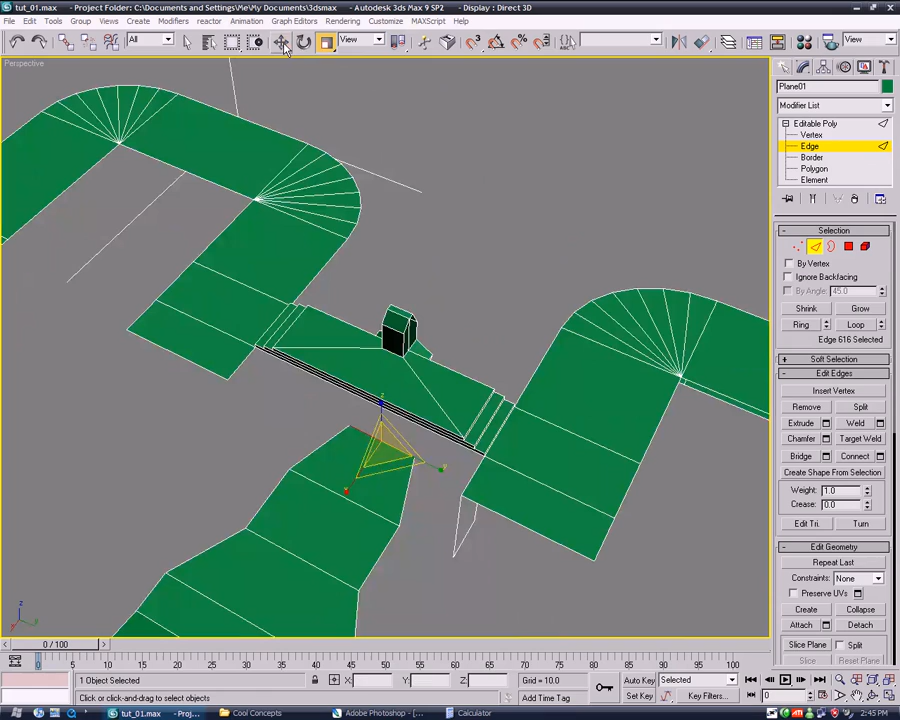 tut_01.max - Project Folder: C:\Documents and Settings\Me\My Documents\3dsmax - Autodesk 3ds Max 9 SP2 - Display : Direct 3D
File Edit Tools Group Views Create Modifiers reactor Animation Graph Editors Rendering Customize MAXScript Help
All View View
Perspective
Plane01
Modifier List
Editable Poly
Vertex
Edge
Border
Polygon
Element
Selection
By Vertex
Ignore Backfacing
By Angle: 45.0
Shrink Grow
Ring Loop
Edge 616 Selected
Soft Selection
Edit Edges
Insert Vertex
Remove Split
Extrude Weld
Chamfer Target Weld
Bridge Connect
Create Shape From Selection
Weight: 1.0
Crease: 0.0
Edit Tri. Turn
Edit Geometry
Repeat Last
Constraints: None
Preserve UVs
Create Collapse
Attach Detach
Slice Plane Split
Slice Reset Plane
z
y
x
z
0 / 100
0 5 10 15 20 25 30 35 40 45 50 55 60 65 70 75 80 85 90 95 100
1 Object Selected X: Y: Z: Grid = 10.0 Auto Key Selected
Click or click-and-drag to select objects Add Time Tag Set Key Key Filters... 0
start tut_01.max - Proj... Cool Concepts Adobe Photoshop - [... Calculator 2:45 PM